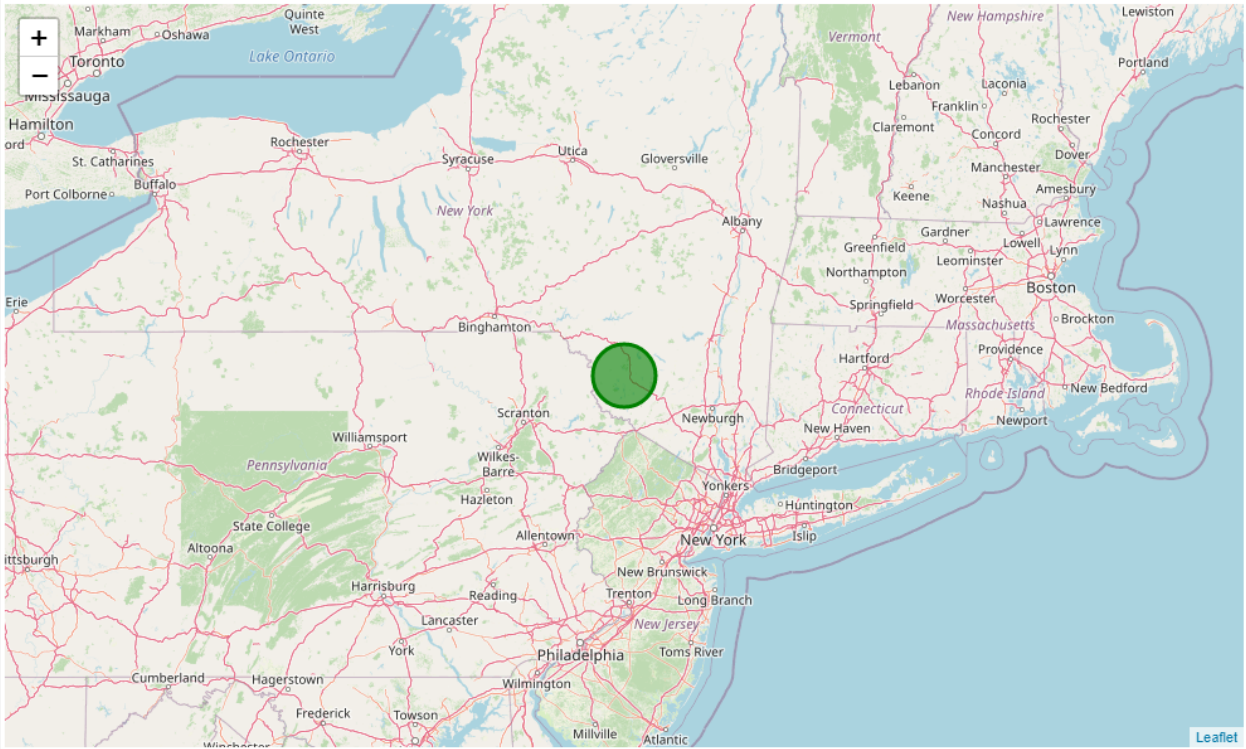 +
−
Markham
Oshawa
Quinte
West
New Hampshire
Lewiston
Toronto
Lake Ontario
Vermont
Portland
Mississauga
Lebanon
Laconia
Hamilton
ord
Franklin
Rochester
Claremont
Concord
Rochester
St. Catharines
Syracuse
Utica
Gloversville
Dover
Manchester
Buffalo
Port Colborne
Keene
Amesbury
Nashua
New York
Albany
Lawrence
Gardner
Lowell
Lynn
Greenfield
Leominster
Northampton
Boston
Erie
Springfield
Worcester
Binghamton
Massachusetts
Brockton
Hartford
Providence
New Bedford
Rhode Island
Scranton
Newburgh
Connecticut
Newport
New Haven
Williamsport
Wilkes-
Barre
Pennsylvania
Bridgeport
Yonkers
Hazleton
Huntington
State College
Allentown
New York
Islip
Altoona
ittsburgh
New Brunswick
Harrisburg
Reading
Trenton
Long Branch
Lancaster
New Jersey
York
Philadelphia
Toms River
Cumberland
Hagerstown
Wilmington
Frederick
Towson
Millville
Atlantic
Winchester
Leaflet